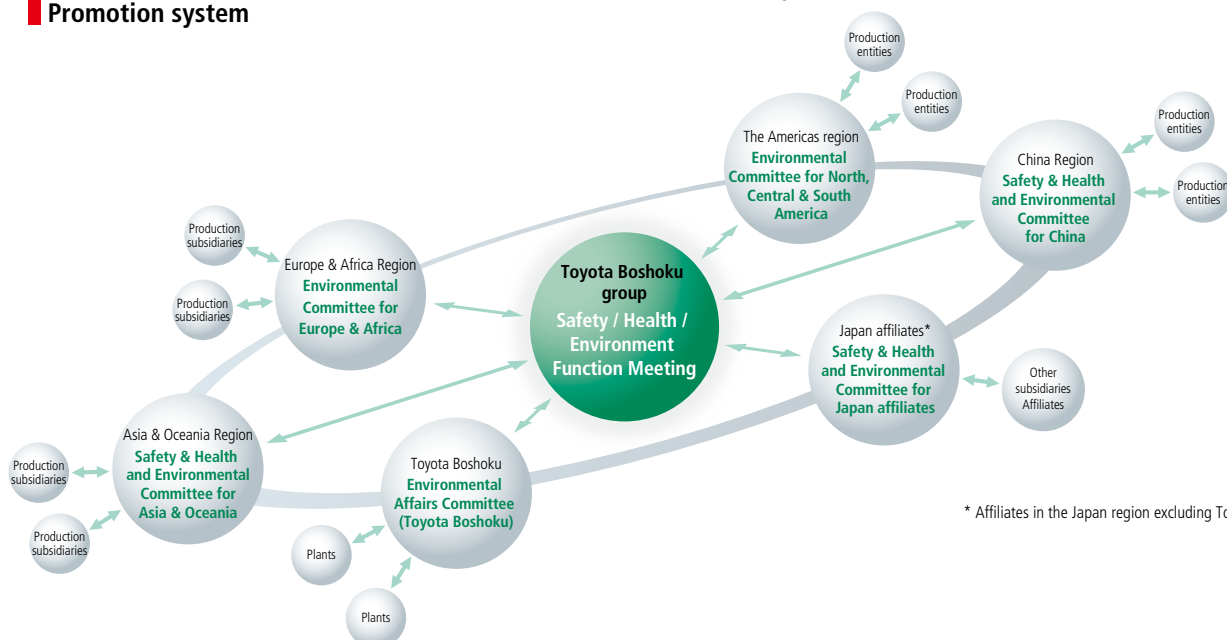 Promotion system
Production
entities
Production
entities
The Americas region
Environmental
Committee for North,
Central & South
America
Production
entities
China Region
Safety & Health
and Environmental
Committee
for China
Production
entities
Production
subsidiaries
Europe & Africa Region
Environmental
Committee for
Europe & Africa
Production
subsidiaries
Toyota Boshoku
group
Safety / Health /
Environment
Function Meeting
Japan affiliates*
Safety & Health
and Environmental
Committee for
Japan affiliates
Other
subsidiaries
Affiliates
Asia & Oceania Region
Safety & Health
and Environmental
Committee for
Asia & Oceania
Production
subsidiaries
Production
subsidiaries
Toyota Boshoku
Environmental
Affairs Committee
(Toyota Boshoku)
Plants
Plants
* Affiliates in the Japan region excluding